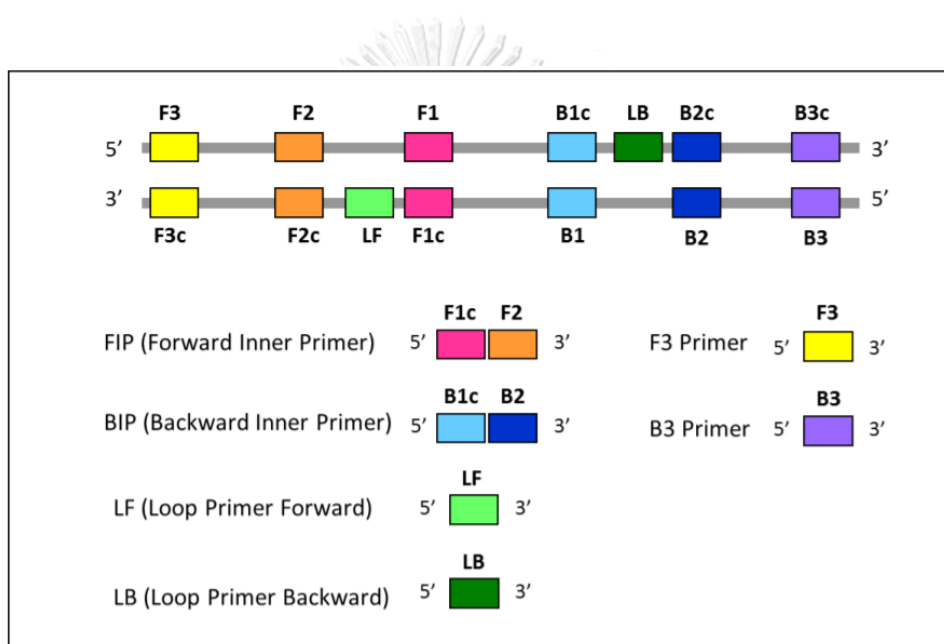 F3 F2 F1 B1c LB B2c B3c
5’ 3’
3’ 5’
F3c F2c LF F1c B1 B2 B3
F1c F2 F3
FIP (Forward Inner Primer) 5’ 3’ F3 Primer 5’ 3’
B1c B2 B3
BIP (Backward Inner Primer) 5’ 3’ B3 Primer 5’ 3’
LF
LF (Loop Primer Forward) 5’ 3’
LB
LB (Loop Primer Backward) 5’ 3’